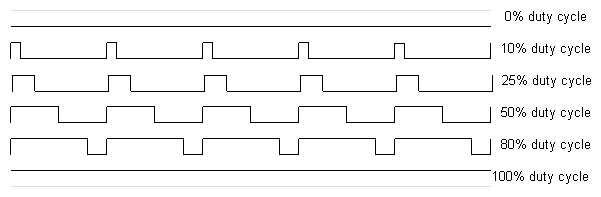 0% duty cycle
10% duty cycle
25% duty cycle
50% duty cycle
80% duty cycle
100% duty cycle